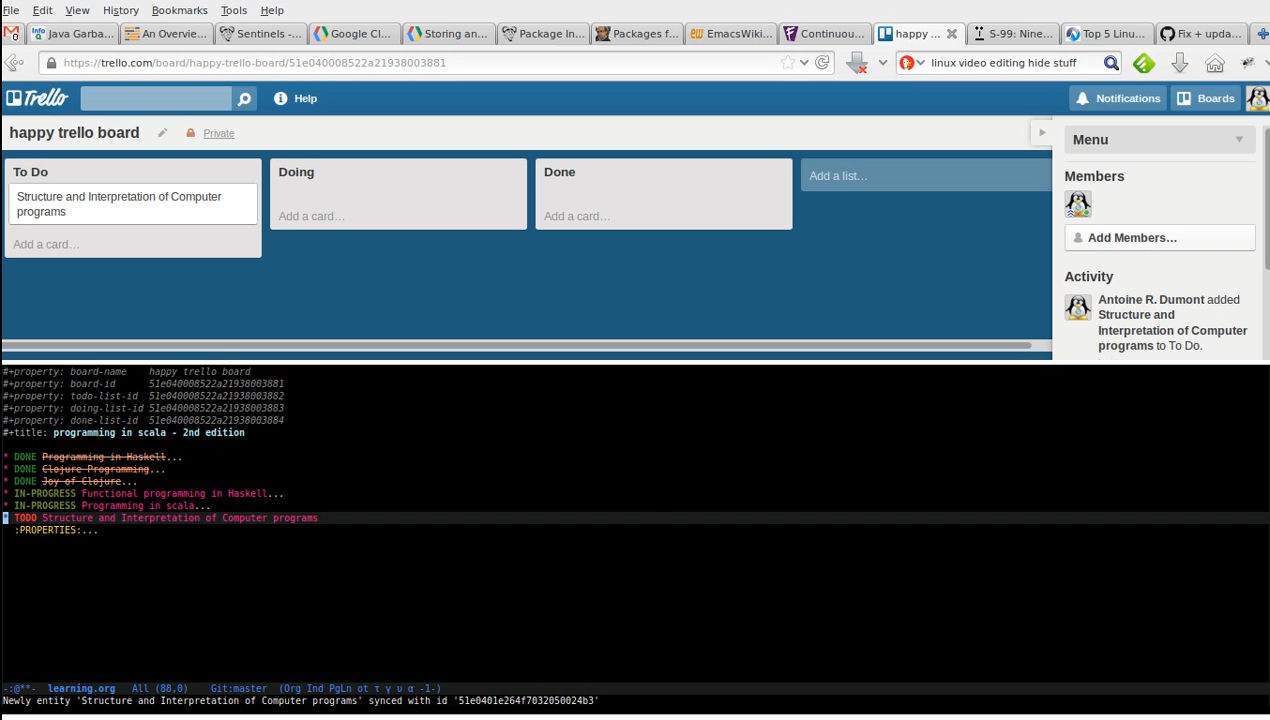 File Edit View History Bookmarks Tools Help
Java Garba... An Overvie... Sentinels -... Google Cl... Storing an... Package In... Packages f... EmacsWiki... Continuou... happy ... S-99: Nine... Top 5 Linu... Fix + upda...
https://trello.com/board/happy-trello-board/51e040008522a21938003881 linux video editing hide stuff
Trello Help Notifications Boards
happy trello board Private
To Do
Structure and Interpretation of Computer
programs
Add a card…
Doing
Add a card…
Done
Add a card…
Add a list…
Menu
Members
Add Members…
Activity
Antoine R. Dumont added
Structure and
Interpretation of Computer
programs to To Do.
#+property: board-name    happy trello board
#+property: board-id      51e040008522a21938003881
#+property: todo-list-id  51e040008522a21938003882
#+property: doing-list-id 51e040008522a21938003883
#+property: done-list-id  51e040008522a21938003884
#+title: programming in scala - 2nd edition
* DONE Programming in Haskell...
* DONE Clojure Programming...
* DONE Joy of Clojure...
* IN-PROGRESS Functional programming in Haskell...
* IN-PROGRESS Programming in scala...
* TODO Structure and Interpretation of Computer programs
:PROPERTIES:...
-:@**-  learning.org   All (88,0)    Git:master  (Org Ind PgLn ot τ γ υ α -1-)
Newly entity 'Structure and Interpretation of Computer programs' synced with id '51e0401e264f7032050024b3'